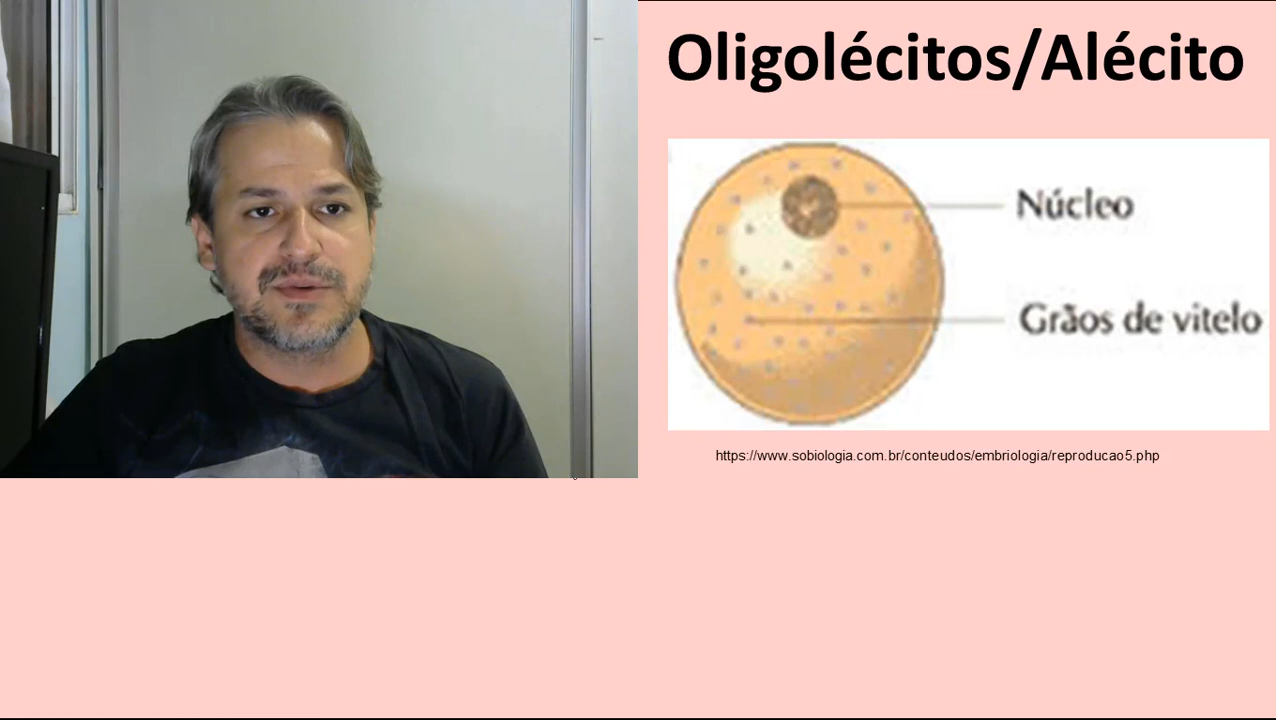 Oligolécitos/Alécito
Núcleo
Grãos de vitelo
https://www.sobiologia.com.br/conteudos/embriologia/reproducao5.php